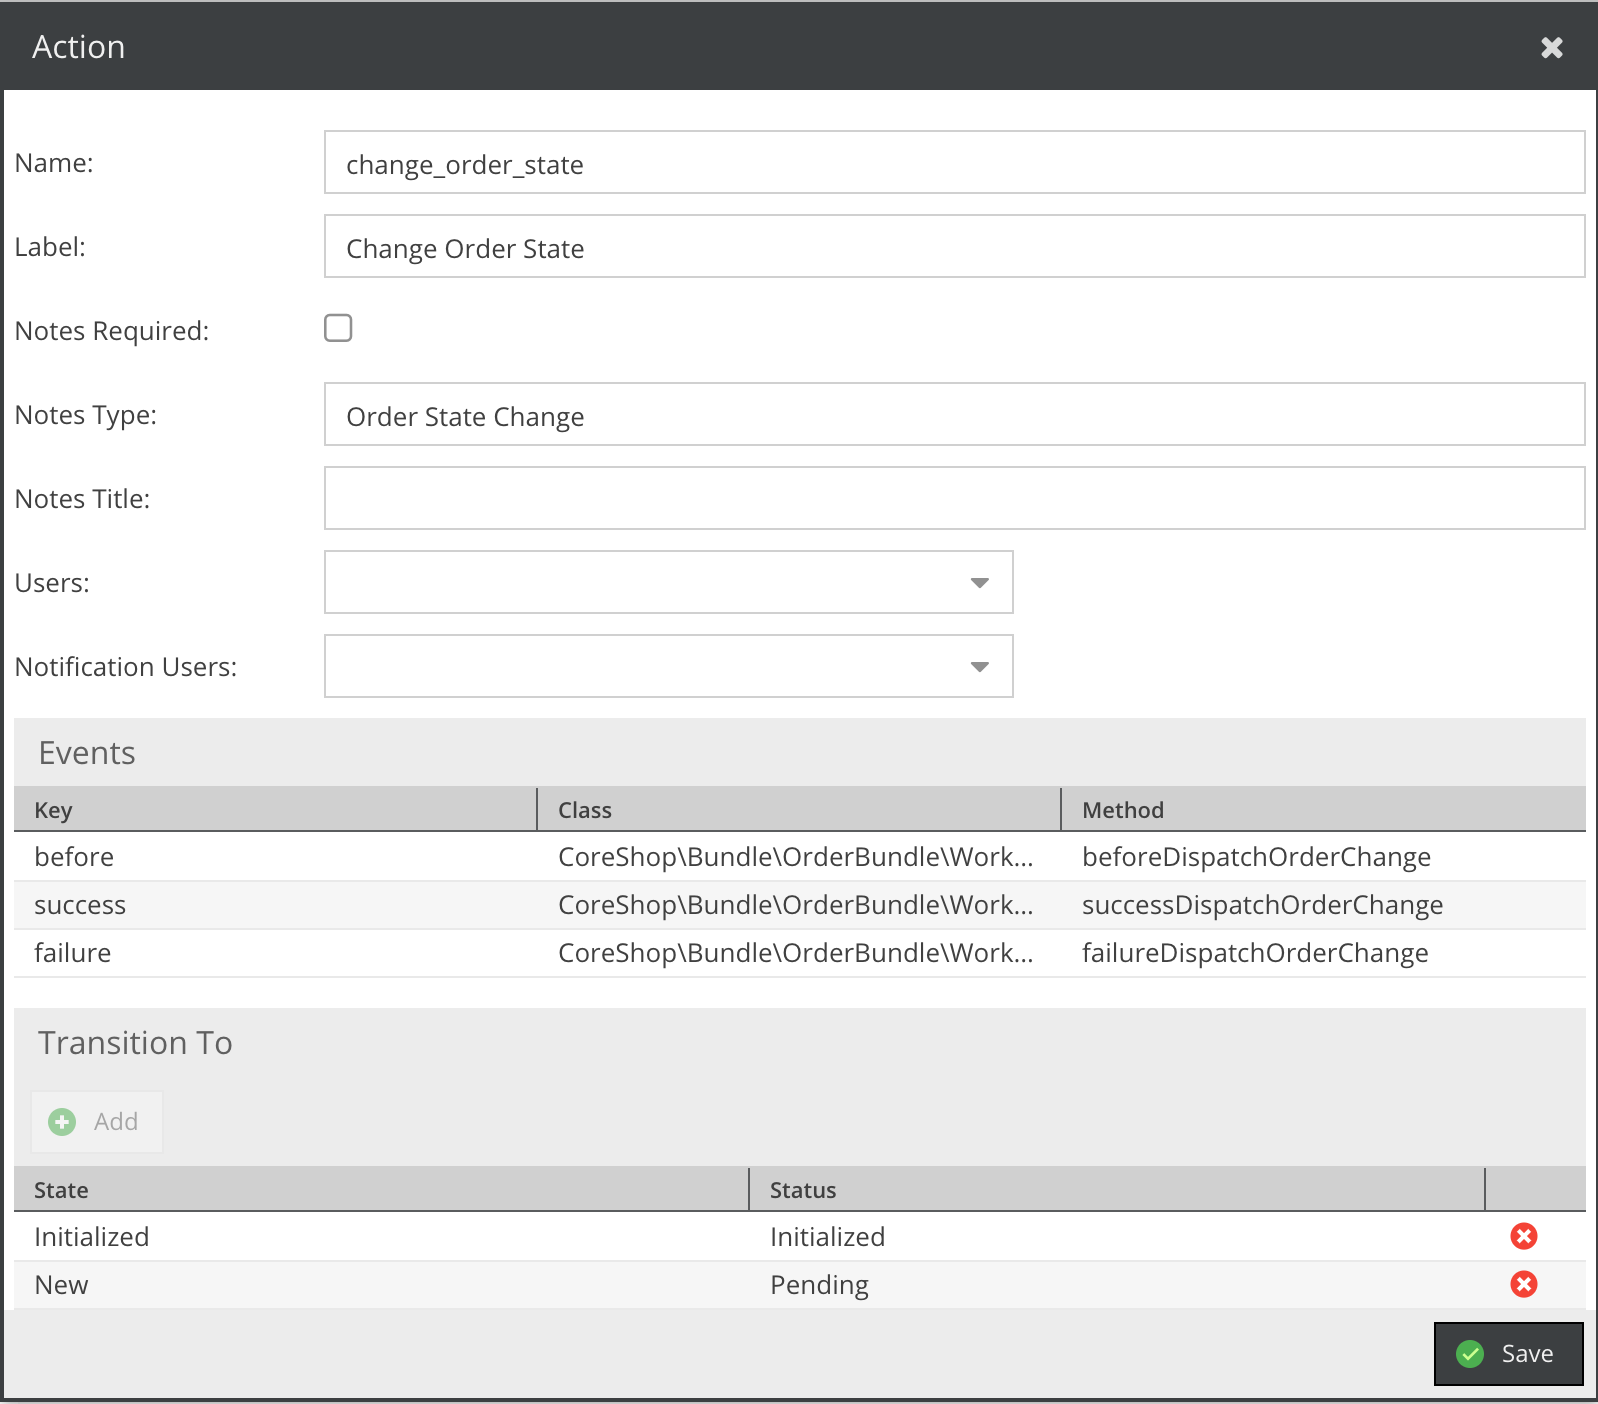 Action
Name: change_order_state
Label: Change Order State
Notes Required:
Notes Type: Order State Change
Notes Title:
Users:
Notification Users:
Events
Key Class Method
before CoreShop\Bundle\OrderBundle\Work... beforeDispatchOrderChange
success CoreShop\Bundle\OrderBundle\Work... successDispatchOrderChange
failure CoreShop\Bundle\OrderBundle\Work... failureDispatchOrderChange
Transition To
Add
State Status
Initialized Initialized
New Pending
Save